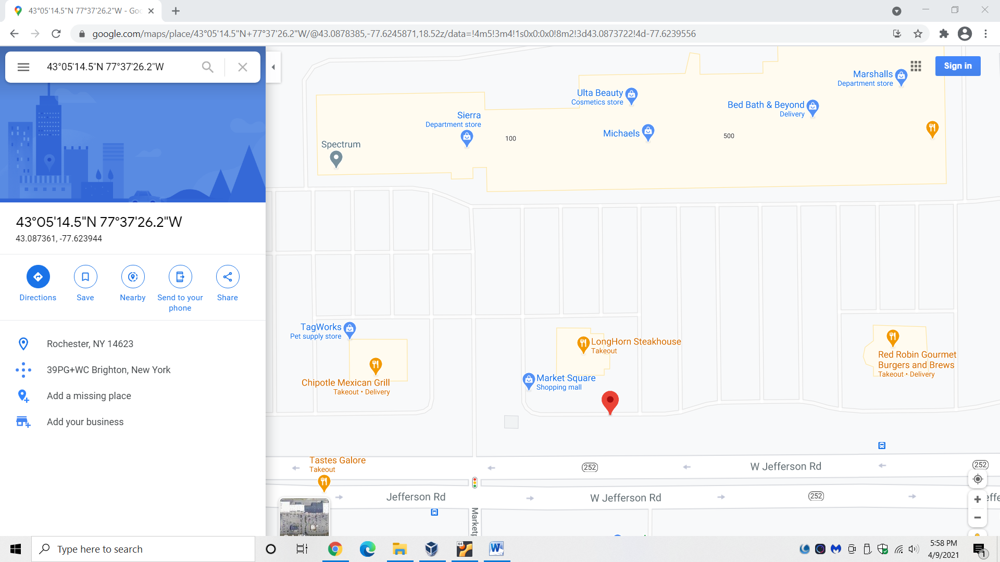 43°05'14.5"N 77°37'26.2"W - Goo
google.com/maps/place/43°05'14.5"N+77°37'26.2"W/@43.0878385,-77.6245871,18.52z/data=!4m5!3m4!1s0x0:0x0!8m2!3d43.0873722!4d-77.6239556
43°05'14.5"N 77°37'26.2"W
Sign in
43°05'14.5"N 77°37'26.2"W
43.087361, -77.623944
Directions
Save
Nearby
Send to your
phone
Share
Rochester, NY 14623
39PG+WC Brighton, New York
Add a missing place
Add your business
Marshalls
Department store
Ulta Beauty
Cosmetics store
Bed Bath & Beyond
Delivery
Sierra
Department store
Michaels
100
500
Spectrum
TagWorks
Pet supply store
LongHorn Steakhouse
Takeout
Red Robin Gourmet
Burgers and Brews
Takeout • Delivery
Chipotle Mexican Grill
Takeout • Delivery
Market Square
Shopping mall
Tastes Galore
Takeout
252
W Jefferson Rd
252
Jefferson Rd
W Jefferson Rd
252
effe
Marketp
Type here to search
64
5:58 PM
4/9/2021
1